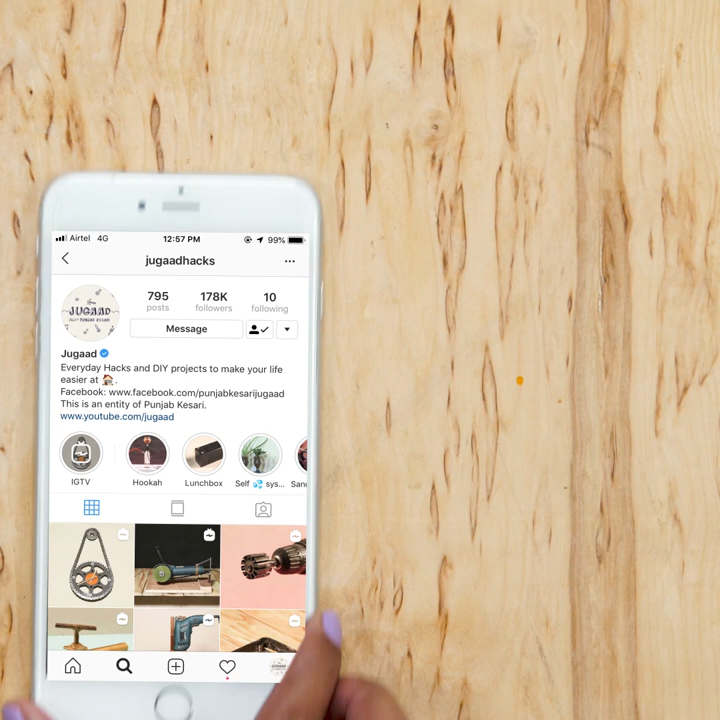 Airtel 4G 12:57 PM 99%
jugaadhacks
795 178K 10
posts followers following
JUGAAD
Message
Jugaad
Everyday Hacks and DIY projects to make your life
easier at 🏠.
Facebook: www.facebook.com/punjabkesarijugaad
This is an entity of Punjab Kesari.
www.youtube.com/jugaad
IGTV Hookah Lunchbox Self 💦 sys... Sand